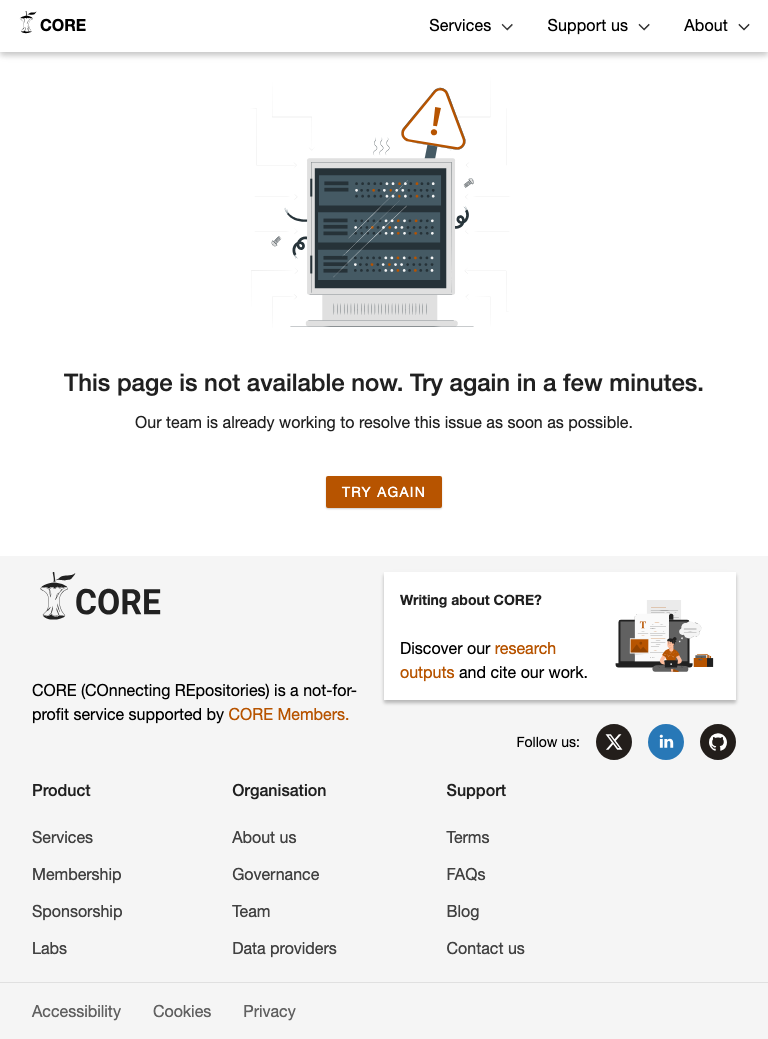 CORE
Services
Support us
About
!
This page is not available now. Try again in a few minutes.
Our team is already working to resolve this issue as soon as possible.
TRY AGAIN
CORE
CORE (COnnecting REpositories) is a not-for-
profit service supported by CORE Members.
Writing about CORE?
Discover our research
outputs and cite our work.
T
Follow us:
X
in
Product
Services
Membership
Sponsorship
Labs
Organisation
About us
Governance
Team
Data providers
Support
Terms
FAQs
Blog
Contact us
Accessibility
Cookies
Privacy